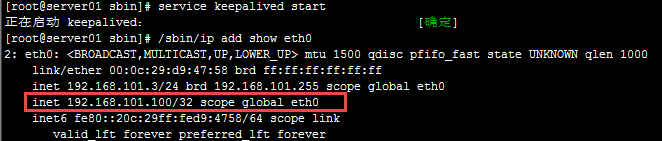 [root@server01 sbin]# service keepalived start
正在启动 keepalived： [确定]
[root@server01 sbin]# /sbin/ip add show eth0
2: eth0: <BROADCAST,MULTICAST,UP,LOWER_UP> mtu 1500 qdisc pfifo_fast state UNKNOWN qlen 1000
link/ether 00:0c:29:d9:47:58 brd ff:ff:ff:ff:ff:ff
inet 192.168.101.3/24 brd 192.168.101.255 scope global eth0
inet 192.168.101.100/32 scope global eth0
inet6 fe80::20c:29ff:fed9:4758/64 scope link
valid_lft forever preferred_lft forever